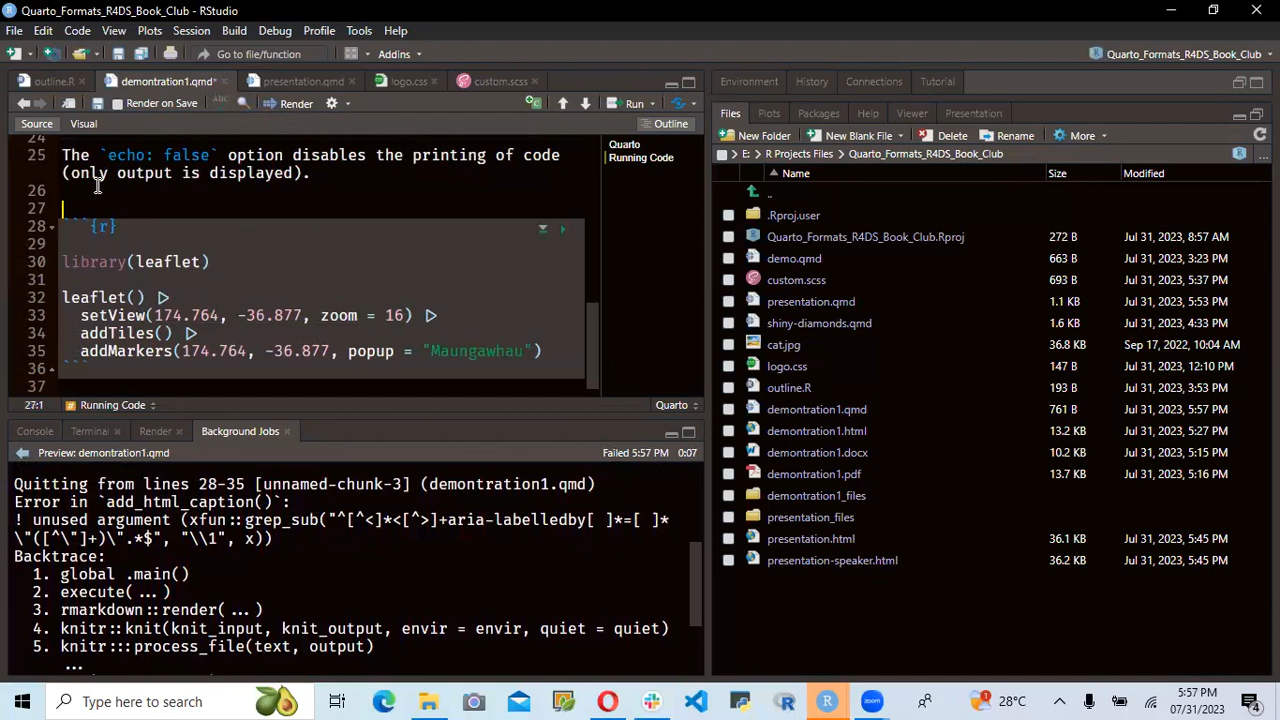 Quarto_Formats_R4DS_Book_Club - RStudio
File Edit Code View Plots Session Build Debug Profile Tools Help
Go to file/function Addins Quarto_Formats_R4DS_Book_Club
outline.R demontration1.qmd* presentation.qmd logo.css custom.scss
Render on Save ABC Render Run
Source Visual Outline
24
25 The `echo: false` option disables the printing of code
(only output is displayed).
26
27
28 ```{r}
29
30 library(leaflet)
31
32 leaflet() |>
33 setView(174.764, -36.877, zoom = 16) |>
34 addTiles() |>
35 addMarkers(174.764, -36.877, popup = "Maungawhau")
36 ```
37
Quarto
Running Code
27:1 # Running Code Quarto
Console Terminal Render Background Jobs
Preview: demontration1.qmd Failed 5:57 PM 0:07
Quitting from lines 28-35 [unnamed-chunk-3] (demontration1.qmd)
Error in `add_html_caption()`:
! unused argument (xfun::grep_sub("^[^<]*<[^>]+aria-labelledby[ ]*=[ ]*
\"([^\"]+)\".*$", "\\1", x))
Backtrace:
1. global .main()
2. execute(...)
3. rmarkdown::render(...)
4. knitr::knit(knit_input, knit_output, envir = envir, quiet = quiet)
5. knitr:::process_file(text, output)
...
Environment History Connections Tutorial
Files Plots Packages Help Viewer Presentation
New Folder New Blank File Delete Rename More
E: R Projects Files Quarto_Formats_R4DS_Book_Club ...
Name Size Modified
..
.Rproj.user
Quarto_Formats_R4DS_Book_Club.Rproj 272 B Jul 31, 2023, 8:57 AM
demo.qmd 663 B Jul 31, 2023, 3:23 PM
custom.scss 693 B Jul 31, 2023, 5:37 PM
presentation.qmd 1.1 KB Jul 31, 2023, 5:53 PM
shiny-diamonds.qmd 1.6 KB Jul 31, 2023, 4:33 PM
cat.jpg 36.8 KB Sep 17, 2022, 10:04 AM
logo.css 147 B Jul 31, 2023, 12:10 PM
outline.R 193 B Jul 31, 2023, 3:53 PM
demontration1.qmd 761 B Jul 31, 2023, 5:57 PM
demontration1.html 13.2 KB Jul 31, 2023, 5:27 PM
demontration1.docx 10.2 KB Jul 31, 2023, 5:15 PM
demontration1.pdf 13.7 KB Jul 31, 2023, 5:16 PM
demontration1_files
presentation_files
presentation.html 36.1 KB Jul 31, 2023, 5:45 PM
presentation-speaker.html 36.2 KB Jul 31, 2023, 5:45 PM
Type here to search zoom 28°C 5:57 PM
07/31/2023 4